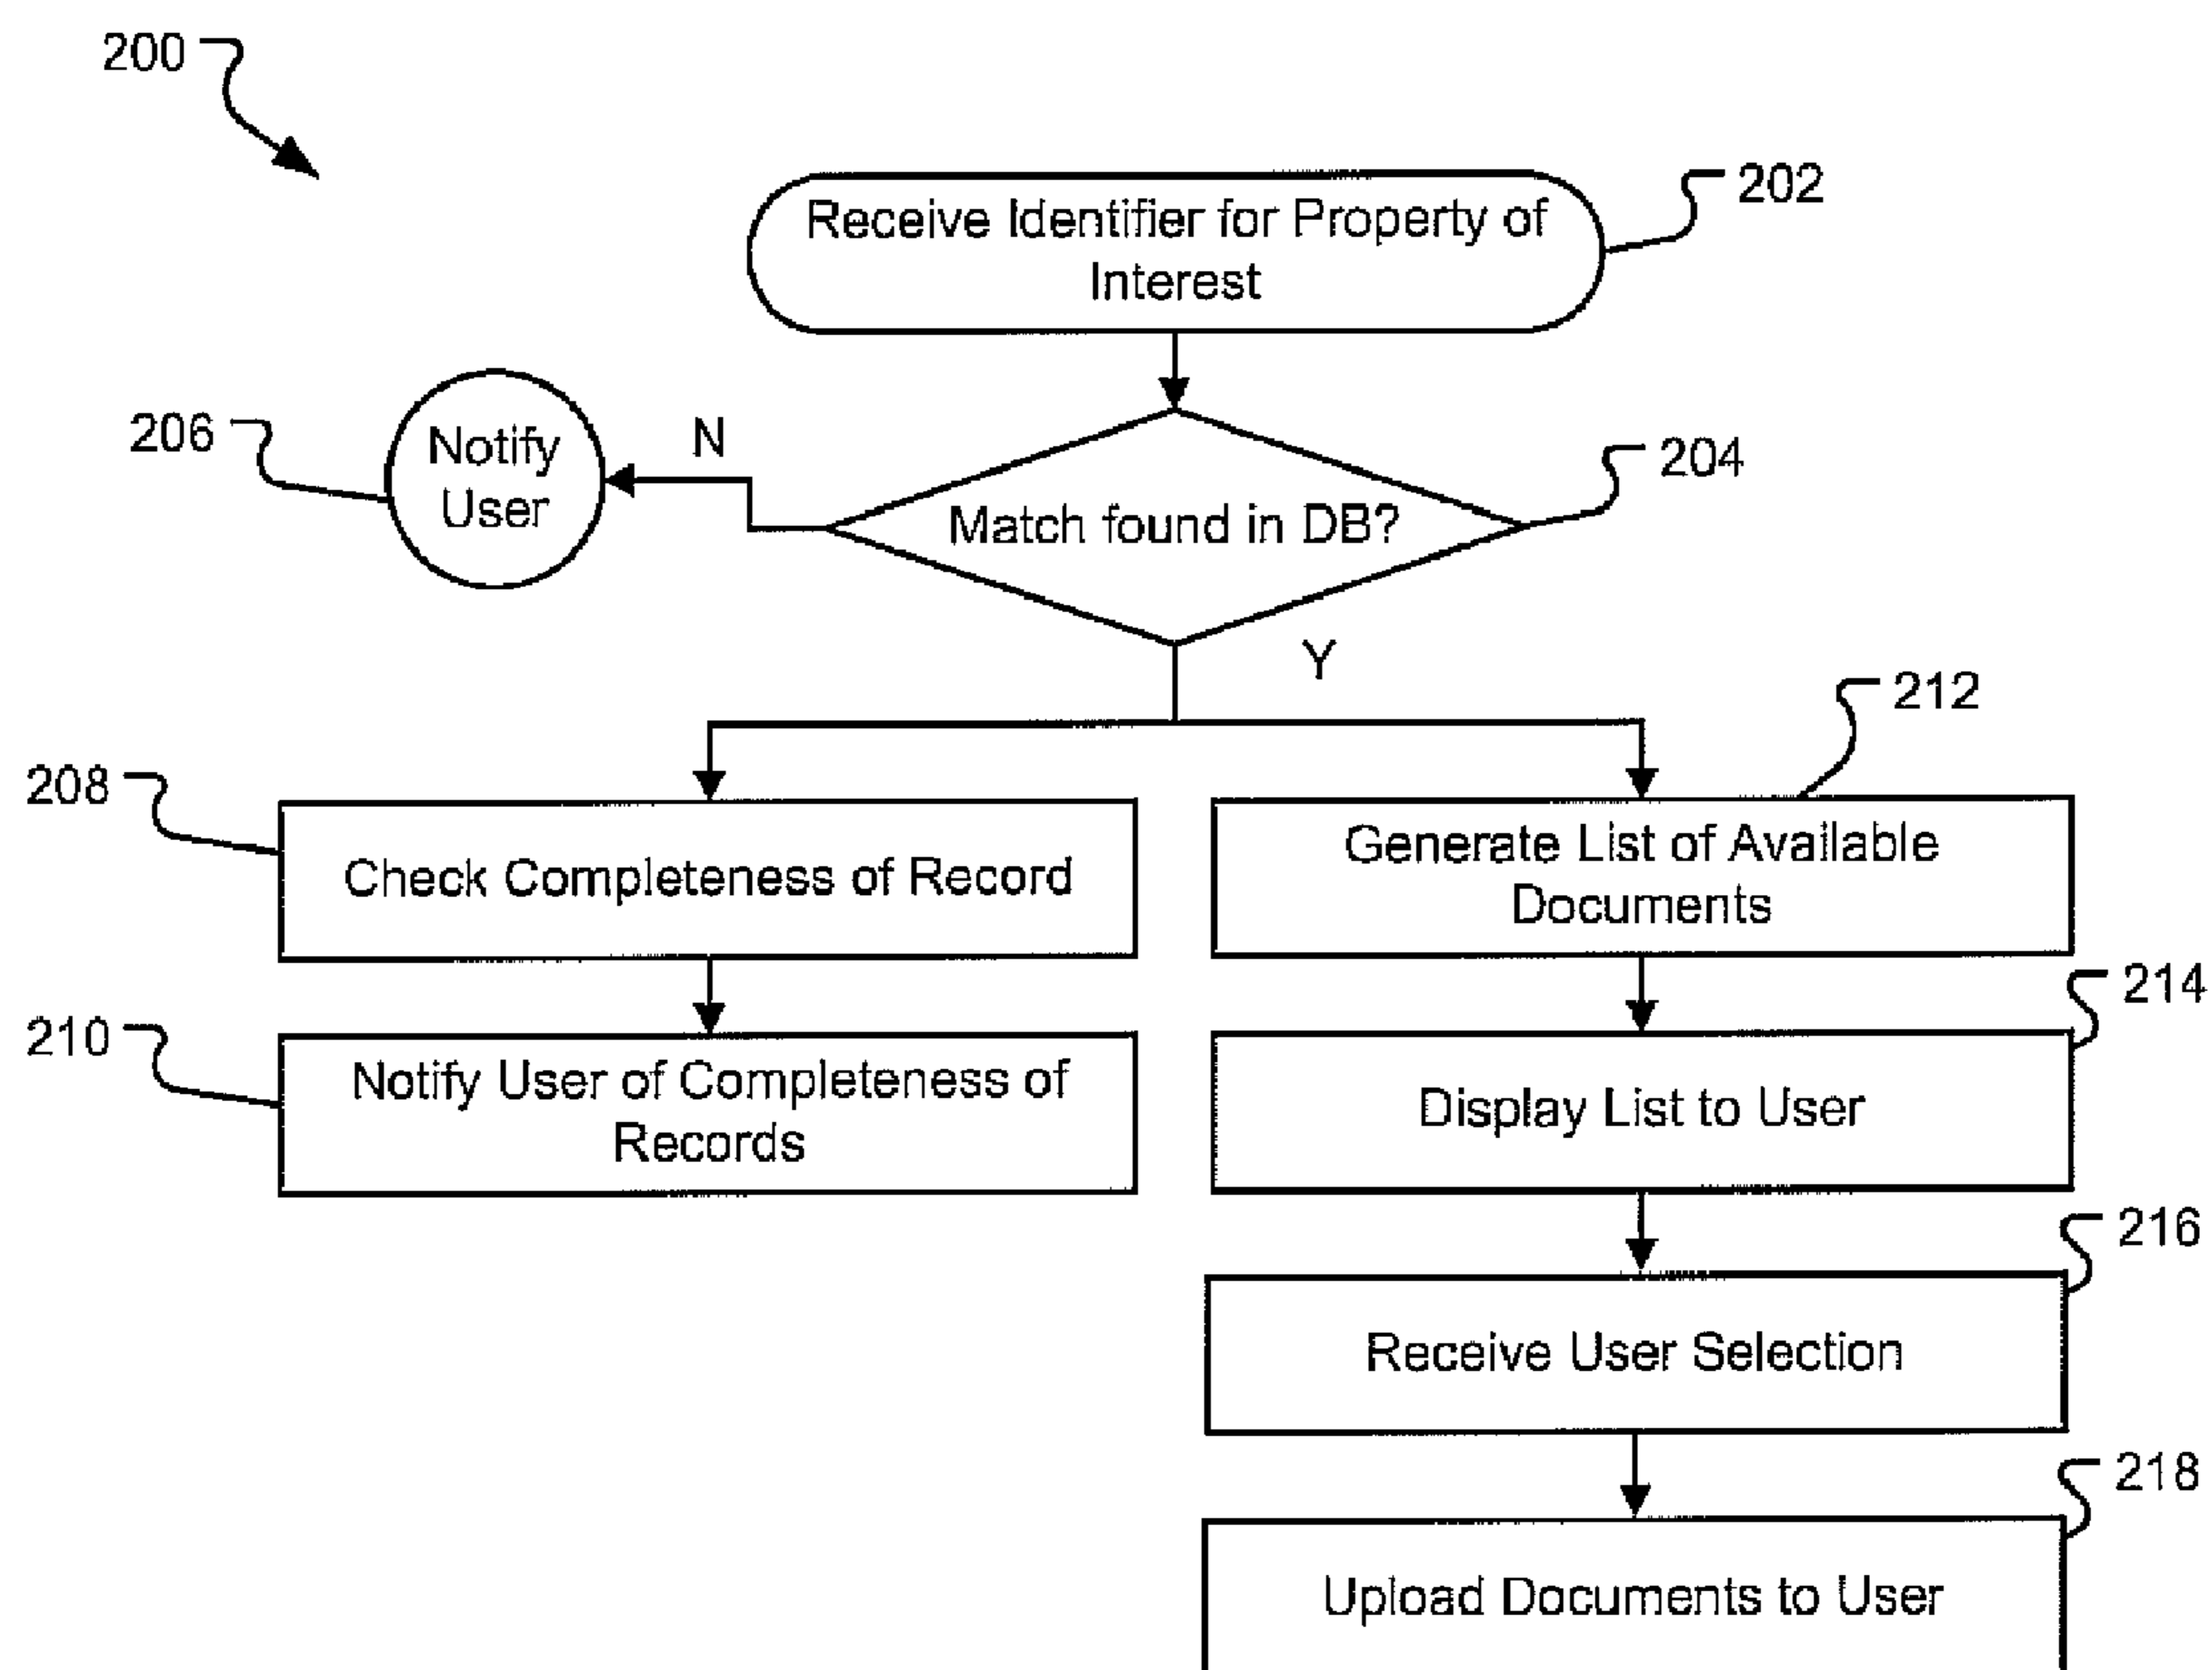 200
202
Receive Identifier for Property of
Interest
206
Notify
User
N
204
Match found in DB?
Y
212
208
Check Completeness of Record
Generate List of Available
Documents
214
210
Notify User of Completeness of
Records
Display List to User
216
Receive User Selection
218
Upload Documents to User